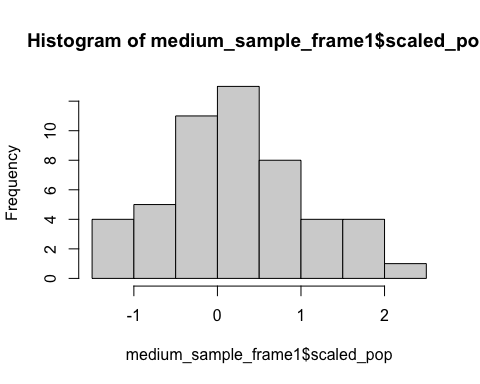 Histogram of medium_sample_frame1$scaled_po
Frequency
10
8
6
4
2
0
-1 0 1 2
medium_sample_frame1$scaled_pop